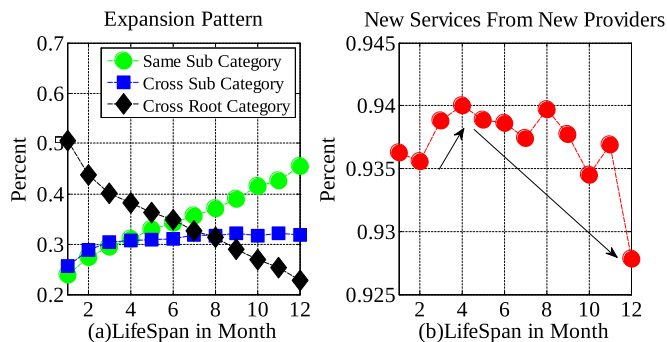 Expansion Pattern
0.7
0.6
0.5
0.4
0.3
0.2
Percent
Same Sub Category
Cross Sub Category
Cross Root Category
2 4 6 8 10 12
(a)LifeSpan in Month
New Services From New Providers
0.945
0.94
0.935
0.93
0.925
Percent
2 4 6 8 10 12
(b)LifeSpan in Month